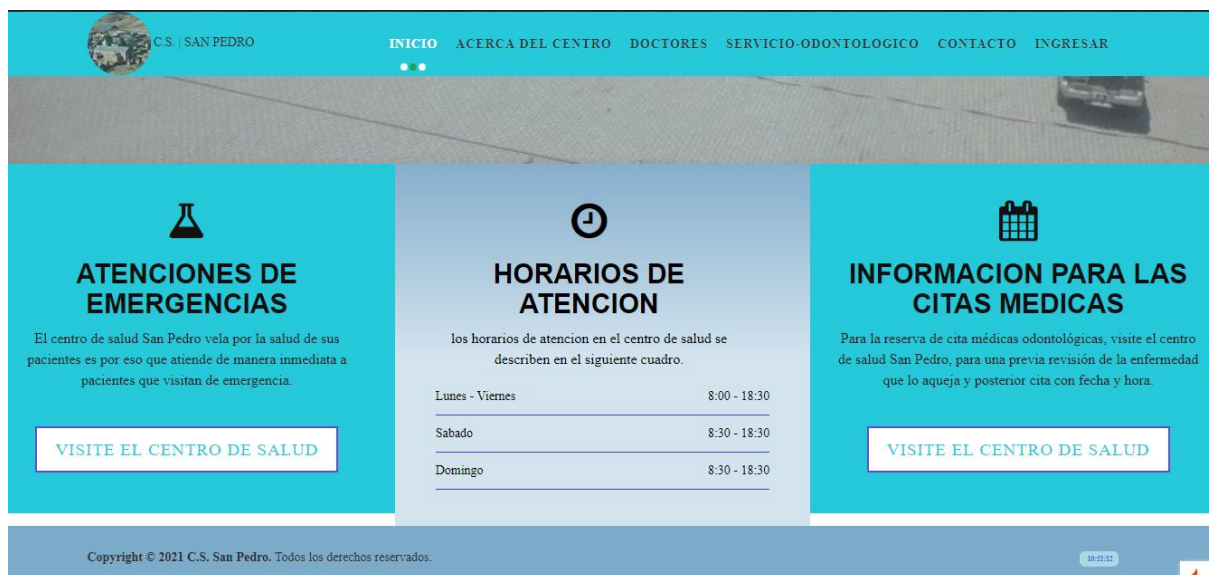 C.S. | SAN PEDRO
INICIO ACERCA DEL CENTRO DOCTORES SERVICIO-ODONTOLOGICO CONTACTO INGRESAR
ATENCIONES DE
EMERGENCIAS
El centro de salud San Pedro vela por la salud de sus
pacientes es por eso que atiende de manera inmediata a
pacientes que visitan de emergencia.
VISITE EL CENTRO DE SALUD
HORARIOS DE
ATENCION
los horarios de atencion en el centro de salud se
describen en el siguiente cuadro.
Lunes - Viernes 8:00 - 18:30
Sabado 8:30 - 18:30
Domingo 8:30 - 18:30
INFORMACION PARA LAS
CITAS MEDICAS
Para la reserva de cita médicas odontológicas, visite el centro
de salud San Pedro, para una previa revisión de la enfermedad
que lo aqueja y posterior cita con fecha y hora.
VISITE EL CENTRO DE SALUD
Copyright © 2021 C.S. San Pedro. Todos los derechos reservados.
10:52:12